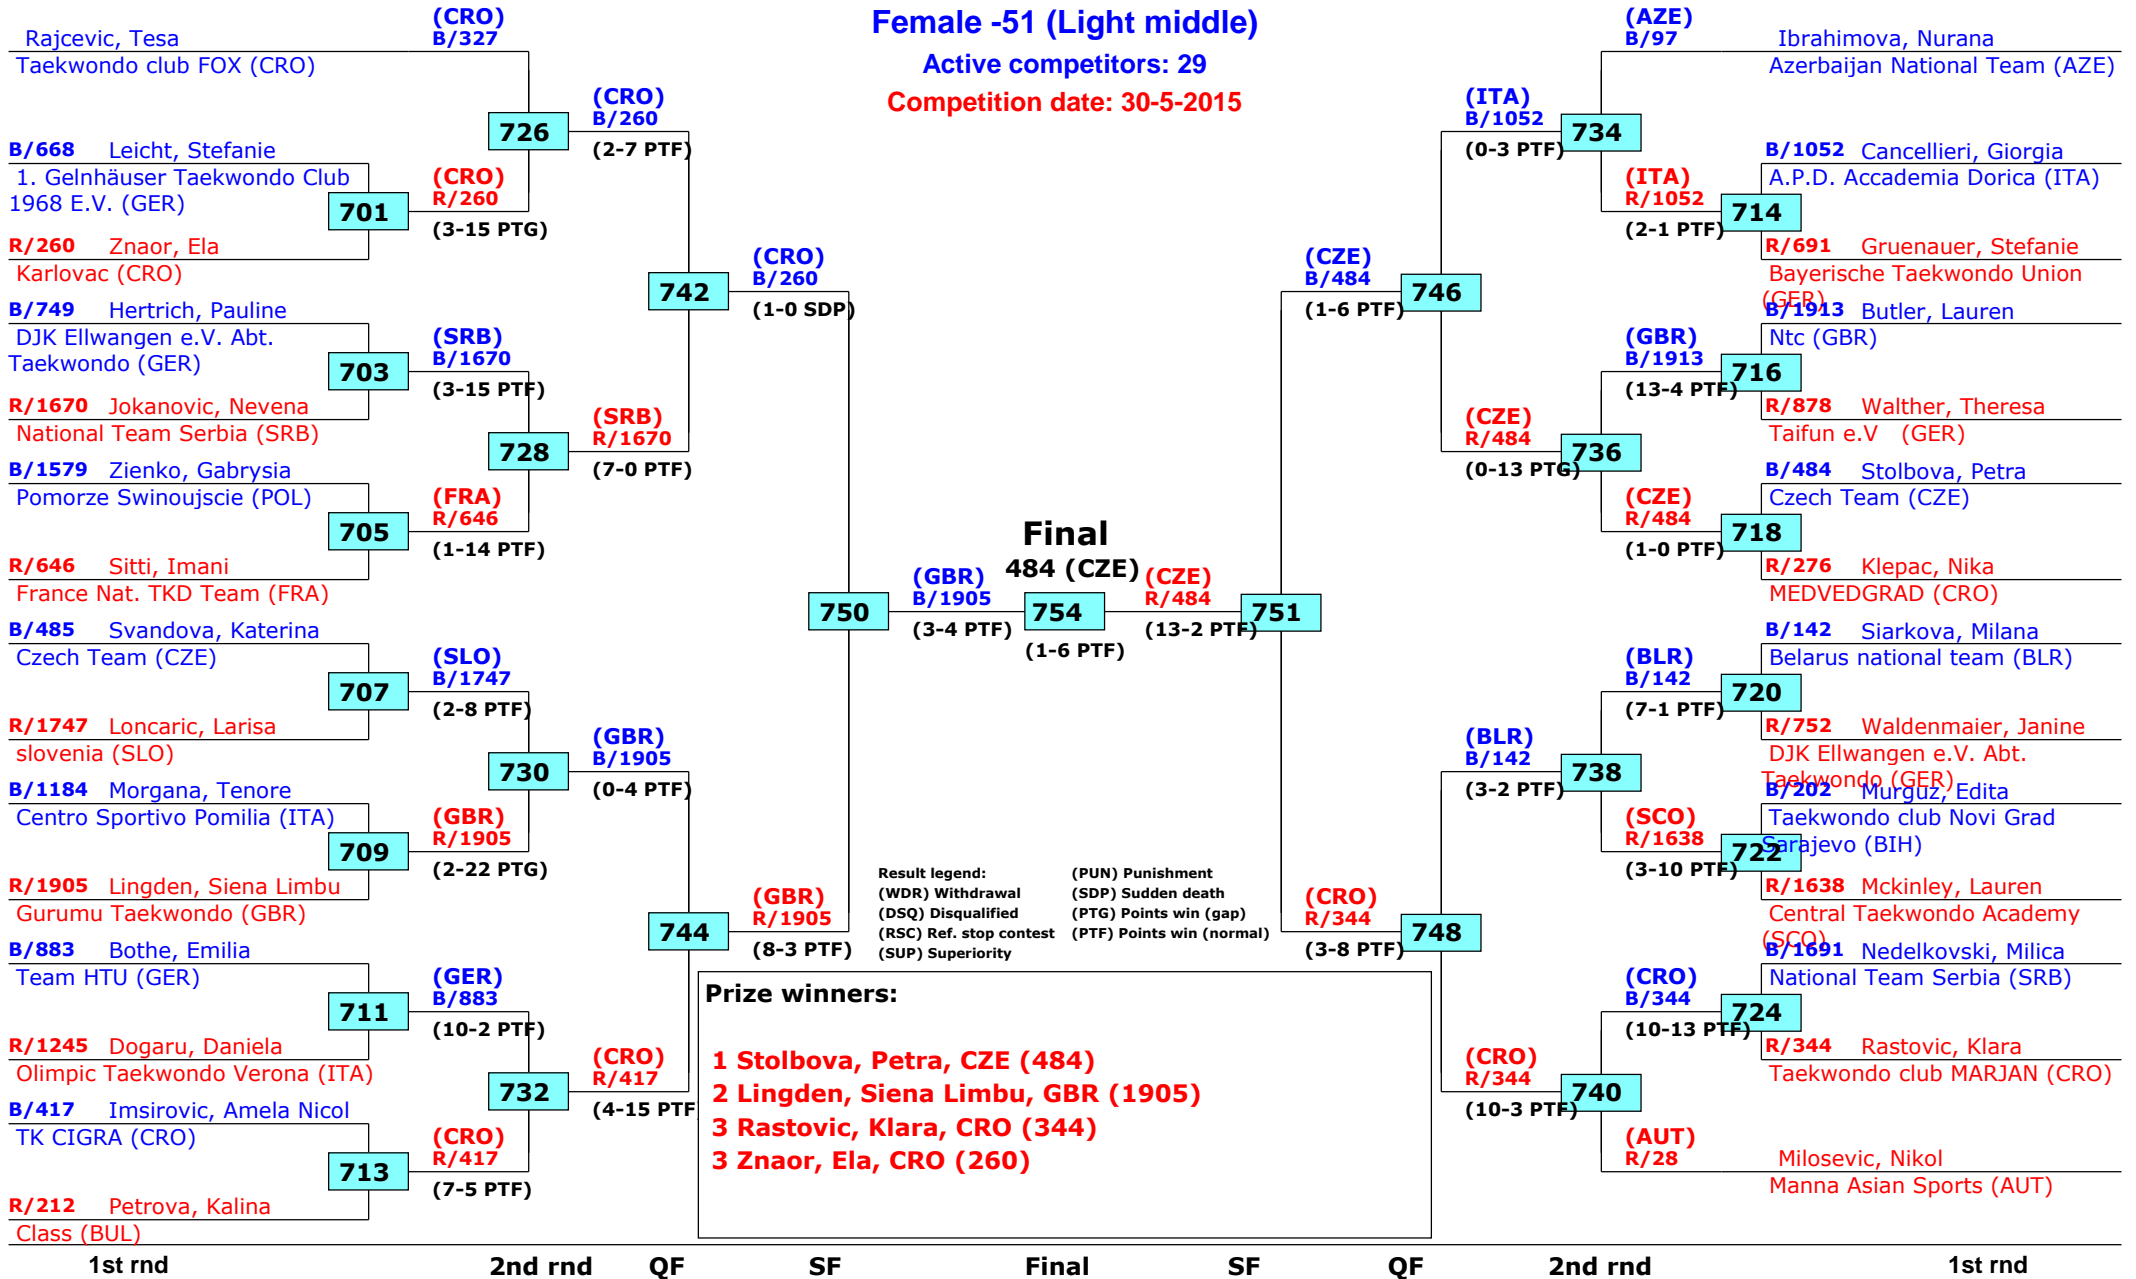 Female -51 (Light middle)
Active competitors: 29
Competition date: 30-5-2015
Rajcevic, Tesa
Taekwondo club FOX (CRO)
(CRO)
B/327
B/668 Leicht, Stefanie
1. Gelnhäuser Taekwondo Club
1968 E.V. (GER)
R/260 Znaor, Ela
Karlovac (CRO)
701
(CRO)
R/260
(3-15 PTG)
726
(CRO)
B/260
(2-7 PTF)
B/749 Hertrich, Pauline
DJK Ellwangen e.V. Abt.
Taekwondo (GER)
R/1670 Jokanovic, Nevena
National Team Serbia (SRB)
703
(SRB)
B/1670
(3-15 PTF)
B/1579 Zienko, Gabrysia
Pomorze Swinoujscie (POL)
R/646 Sitti, Imani
France Nat. TKD Team (FRA)
705
(FRA)
R/646
(1-14 PTF)
728
(SRB)
R/1670
(7-0 PTF)
742
(CRO)
B/260
(1-0 SDP)
B/485 Svandova, Katerina
Czech Team (CZE)
R/1747 Loncaric, Larisa
slovenia (SLO)
707
(SLO)
B/1747
(2-8 PTF)
B/1184 Morgana, Tenore
Centro Sportivo Pomilia (ITA)
R/1905 Lingden, Siena Limbu
Gurumu Taekwondo (GBR)
709
(GBR)
R/1905
(2-22 PTG)
730
(GBR)
B/1905
(0-4 PTF)
B/883 Bothe, Emilia
Team HTU (GER)
R/1245 Dogaru, Daniela
Olimpic Taekwondo Verona (ITA)
711
(GER)
B/883
(10-2 PTF)
B/417 Imsirovic, Amela Nicol
TK CIGRA (CRO)
R/212 Petrova, Kalina
Class (BUL)
713
(CRO)
R/417
(7-5 PTF)
732
(CRO)
R/417
(4-15 PTF
744
(GBR)
R/1905
(8-3 PTF)
750
(GBR)
B/1905
(3-4 PTF)
Final
484 (CZE)
754
(1-6 PTF)
(CZE)
R/484
(13-2 PTF)
751
(CZE)
B/484
(1-6 PTF)
746
(ITA)
B/1052
(0-3 PTF)
734
(AZE)
B/97
Ibrahimova, Nurana
Azerbaijan National Team (AZE)
(ITA)
R/1052
(2-1 PTF)
714
B/1052 Cancellieri, Giorgia
A.P.D. Accademia Dorica (ITA)
R/691 Gruenauer, Stefanie
Bayerische Taekwondo Union
(GER)
(CZE)
R/484
(0-13 PTG)
736
(GBR)
B/1913
(13-4 PTF)
716
B/1913 Butler, Lauren
Ntc (GBR)
R/878 Walther, Theresa
Taifun e.V (GER)
(CZE)
R/484
(1-0 PTF)
718
B/484 Stolbova, Petra
Czech Team (CZE)
R/276 Klepac, Nika
MEDVEDGRAD (CRO)
(CRO)
R/344
(3-8 PTF)
748
(BLR)
B/142
(3-2 PTF)
738
(BLR)
B/142
(7-1 PTF)
720
B/142 Siarkova, Milana
Belarus national team (BLR)
R/752 Waldenmaier, Janine
DJK Ellwangen e.V. Abt.
Taekwondo (GER)
(SCO)
R/1638
(3-10 PTF)
722
B/202 Murguz, Edita
Taekwondo club Novi Grad
Sarajevo (BIH)
R/1638 Mckinley, Lauren
Central Taekwondo Academy
(SCO)
(CRO)
R/344
(10-3 PTF)
740
(CRO)
B/344
(10-13 PTF)
724
B/1691 Nedelkovski, Milica
National Team Serbia (SRB)
R/344 Rastovic, Klara
Taekwondo club MARJAN (CRO)
(AUT)
R/28
Milosevic, Nikol
Manna Asian Sports (AUT)
Result legend:
(WDR) Withdrawal
(DSQ) Disqualified
(RSC) Ref. stop contest
(SUP) Superiority
(PUN) Punishment
(SDP) Sudden death
(PTG) Points win (gap)
(PTF) Points win (normal)
Prize winners:
1 Stolbova, Petra, CZE (484)
2 Lingden, Siena Limbu, GBR (1905)
3 Rastovic, Klara, CRO (344)
3 Znaor, Ela, CRO (260)
1st rnd 2nd rnd QF SF Final SF QF 2nd rnd 1st rnd